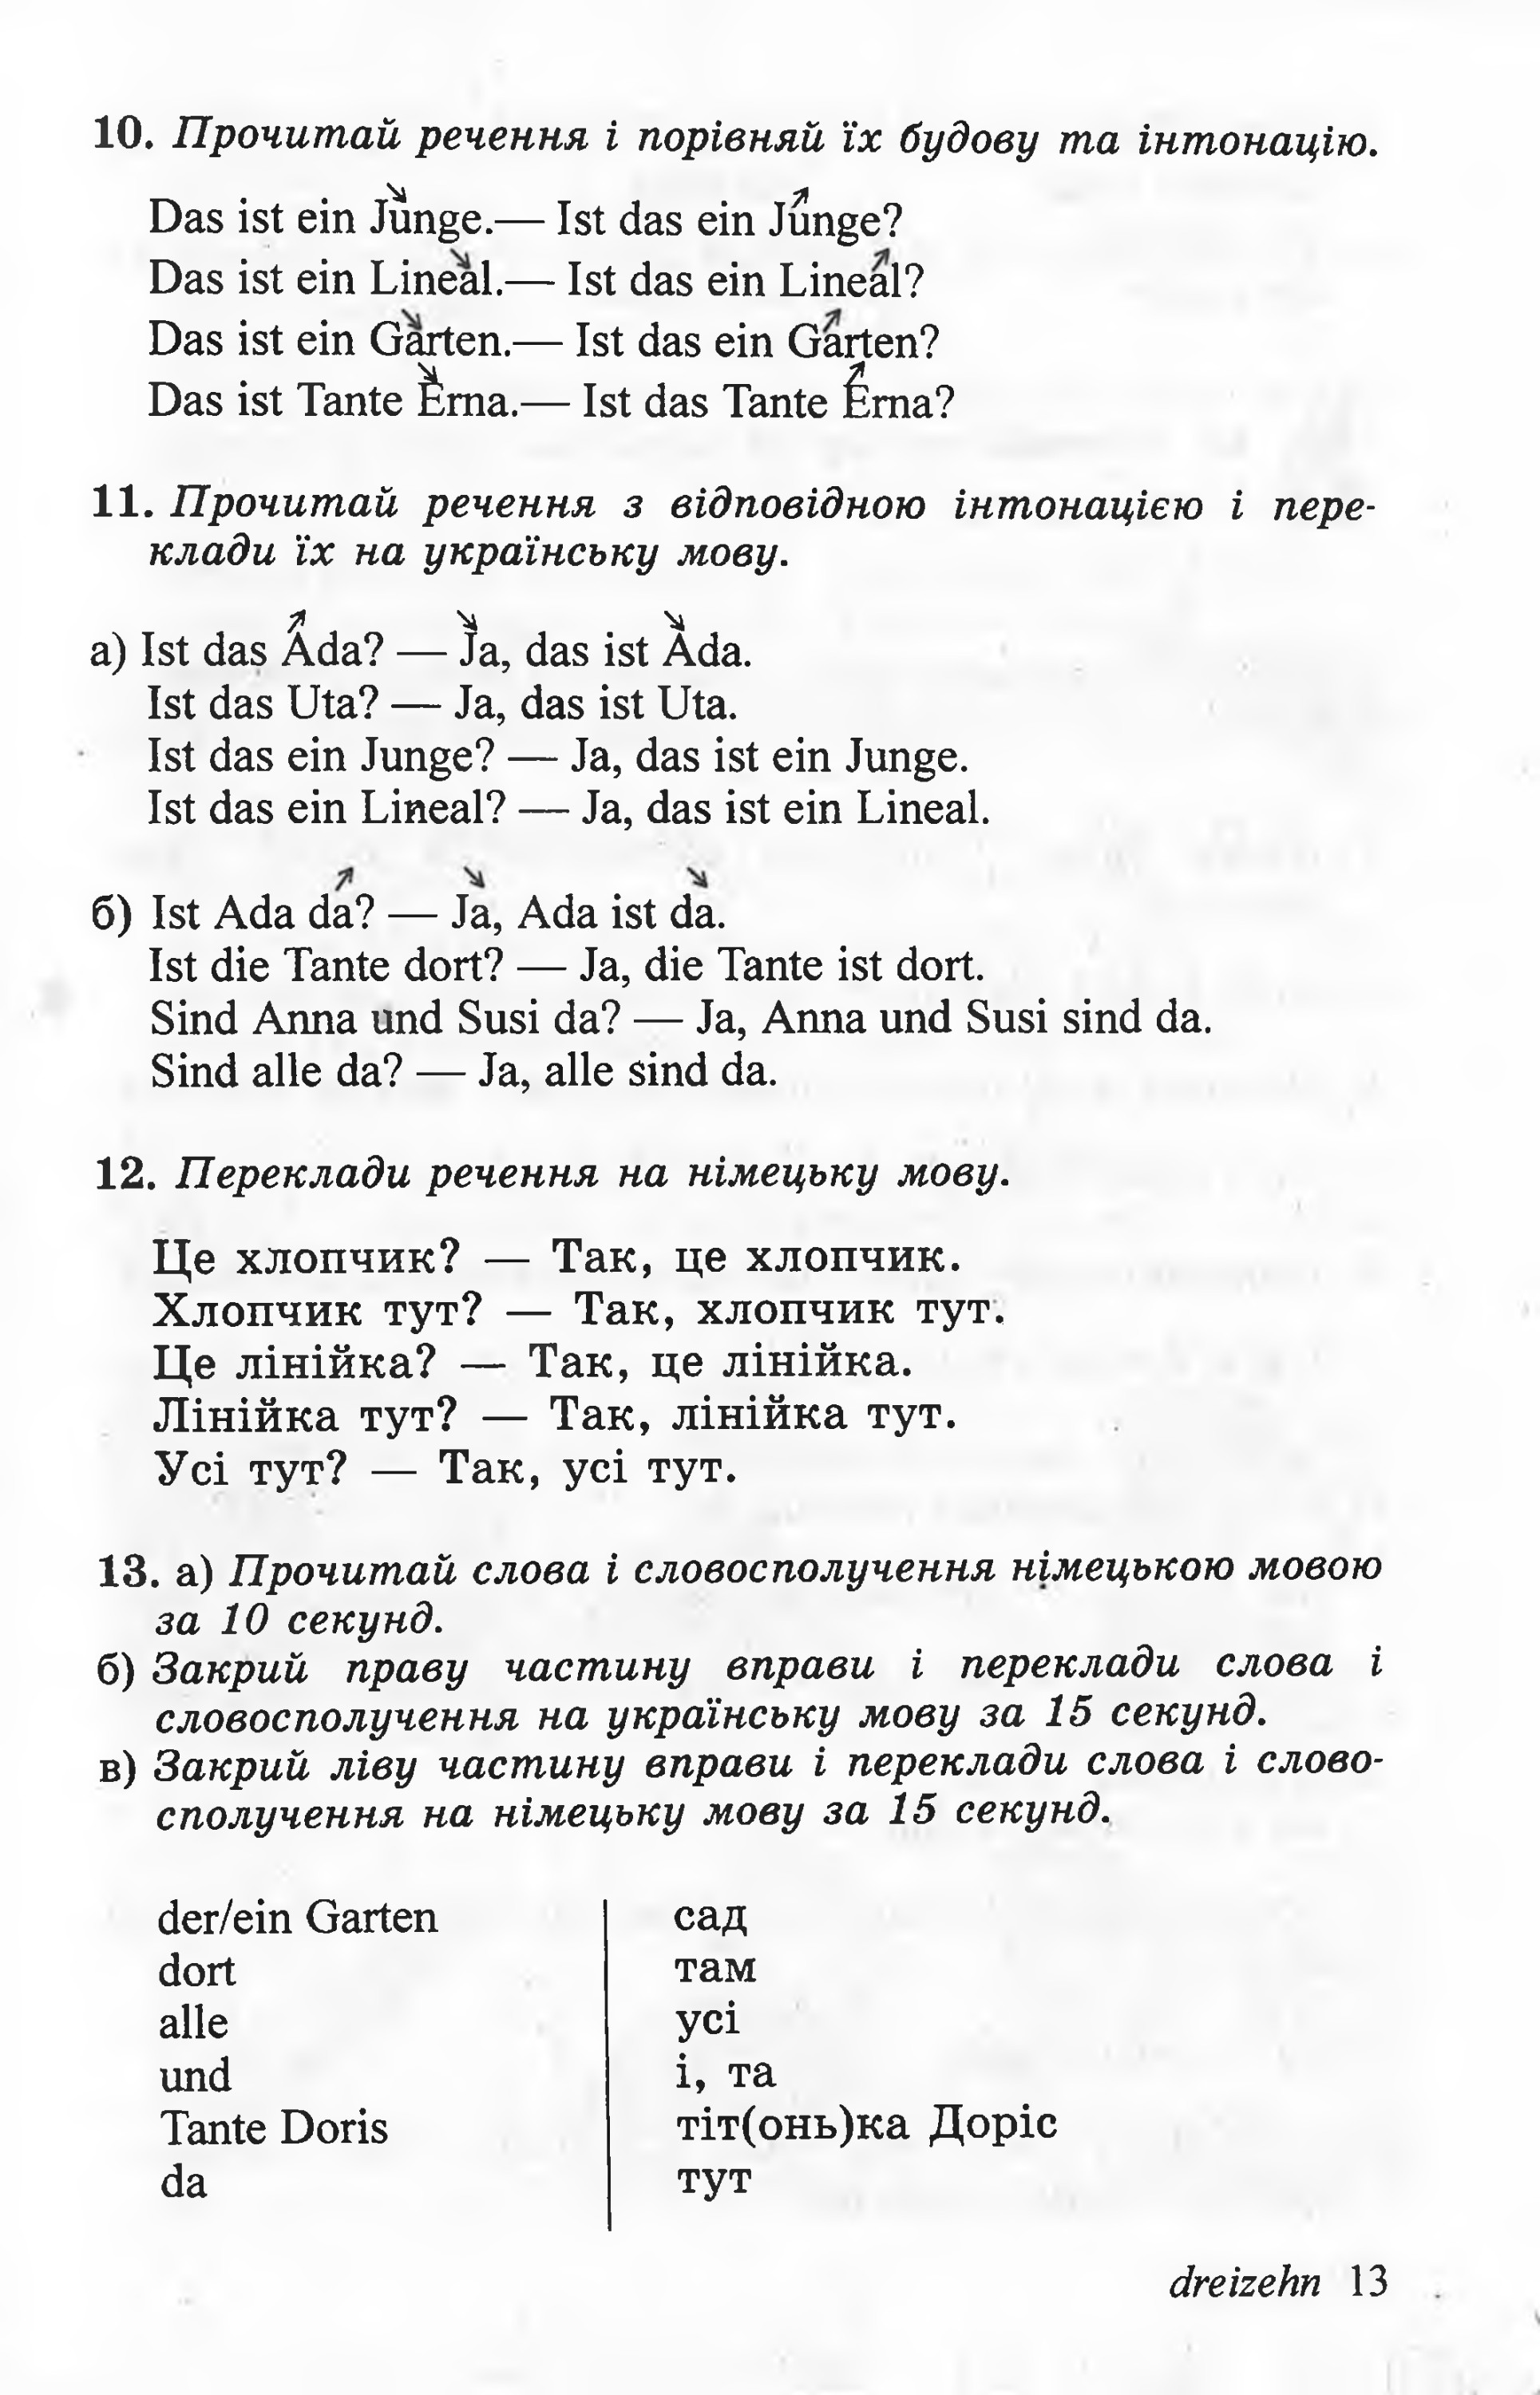 10. Прочитай речення і порівняй їх будову та інтонацію.
Das ist ein Junge.— Ist das ein Junge?
Das ist ein Lineal.— Ist das ein Lineal?
Das ist ein Garten.— Ist das ein Garten?
Das ist Tante Erna.— Ist das Tante Erna?
11. Прочитай речення з відповідною інтонацією і пере-
клади їх на українську мову.
а) Ist das Ada? — Ja, das ist Ada.
Ist das Uta? — Ja, das ist Uta.
Ist das ein Junge? — Ja, das ist ein Junge.
Ist das ein Lineal? — Ja, das ist ein Lineal.
б) Ist Ada da? — Ja, Ada ist da.
Ist die Tante dort? — Ja, die Tante ist dort.
Sind Anna und Susi da? — Ja, Anna und Susi sind da.
Sind alle da? — Ja, alle sind da.
12. Переклади речення на німецьку мову.
Це хлопчик? — Так, це хлопчик.
Хлопчик тут? — Так, хлопчик тут.
Це лінійка? — Так, це лінійка.
Лінійка тут? — Так, лінійка тут.
Усі тут? — Так, усі тут.
13. а) Прочитай слова і словосполучення німецькою мовою
за 10 секунд.
б) Закрий праву частину вправи і переклади слова і
словосполучення на українську мову за 15 секунд.
в) Закрий ліву частину вправи і переклади слова і слово-
сполучення на німецьку мову за 15 секунд.
der/ein Garten сад
dort там
alle усі
und і, та
Tante Doris тіт(онь)ка Доріс
da тут
dreizehn 13